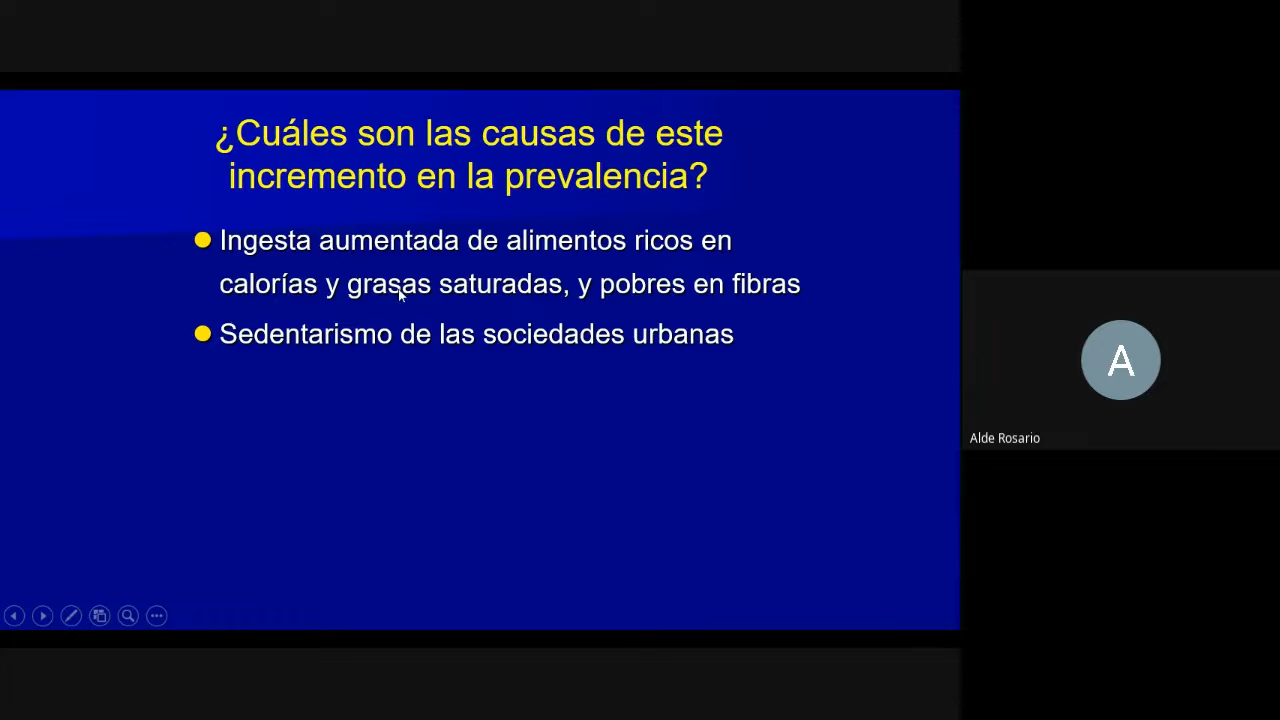 ¿Cuáles son las causas de este
incremento en la prevalencia?
Ingesta aumentada de alimentos ricos en
calorías y grasas saturadas, y pobres en fibras
Sedentarismo de las sociedades urbanas
A
Alde Rosario